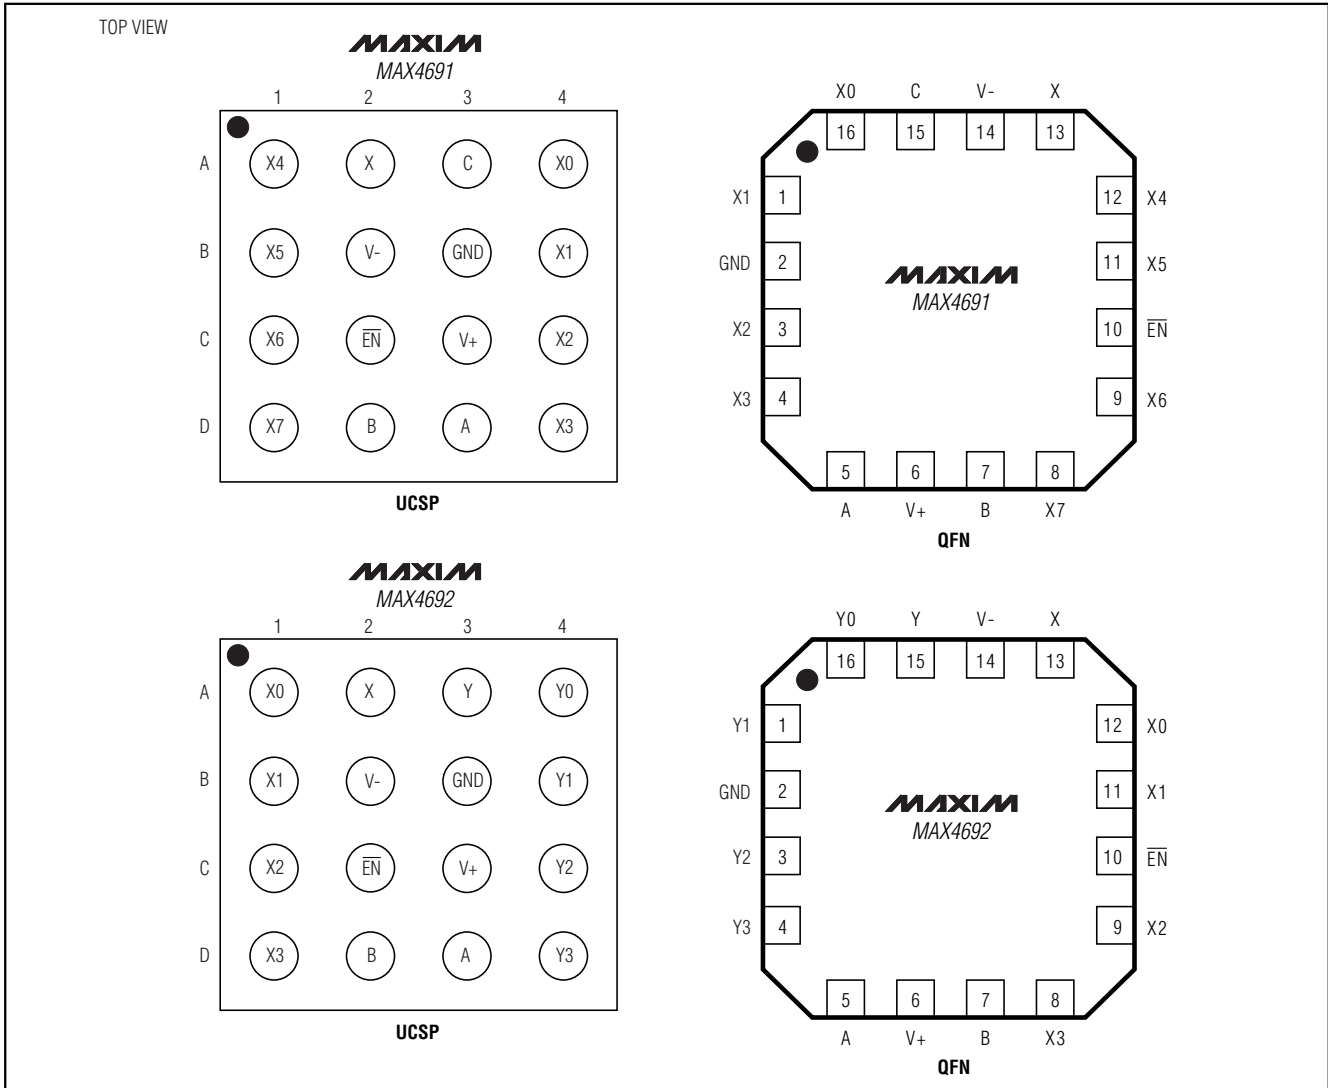 TOP VIEW
MAXIM
MAX4691
1 2 3 4
A X4 X C X0
B X5 V- GND X1
C X6 E̅N̅ V+ X2
D X7 B A X3
UCSP
X0 C V- X
16 15 14 13
X1 1 12 X4
GND 2 11 X5
MAXIM
MAX4691
X2 3 10 E̅N̅
X3 4 9 X6
5 6 7 8
A V+ B X7
QFN
MAXIM
MAX4692
1 2 3 4
A X0 X Y Y0
B X1 V- GND Y1
C X2 E̅N̅ V+ Y2
D X3 B A Y3
UCSP
Y0 Y V- X
16 15 14 13
Y1 1 12 X0
GND 2 11 X1
MAXIM
MAX4692
Y2 3 10 E̅N̅
Y3 4 9 X2
5 6 7 8
A V+ B X3
QFN